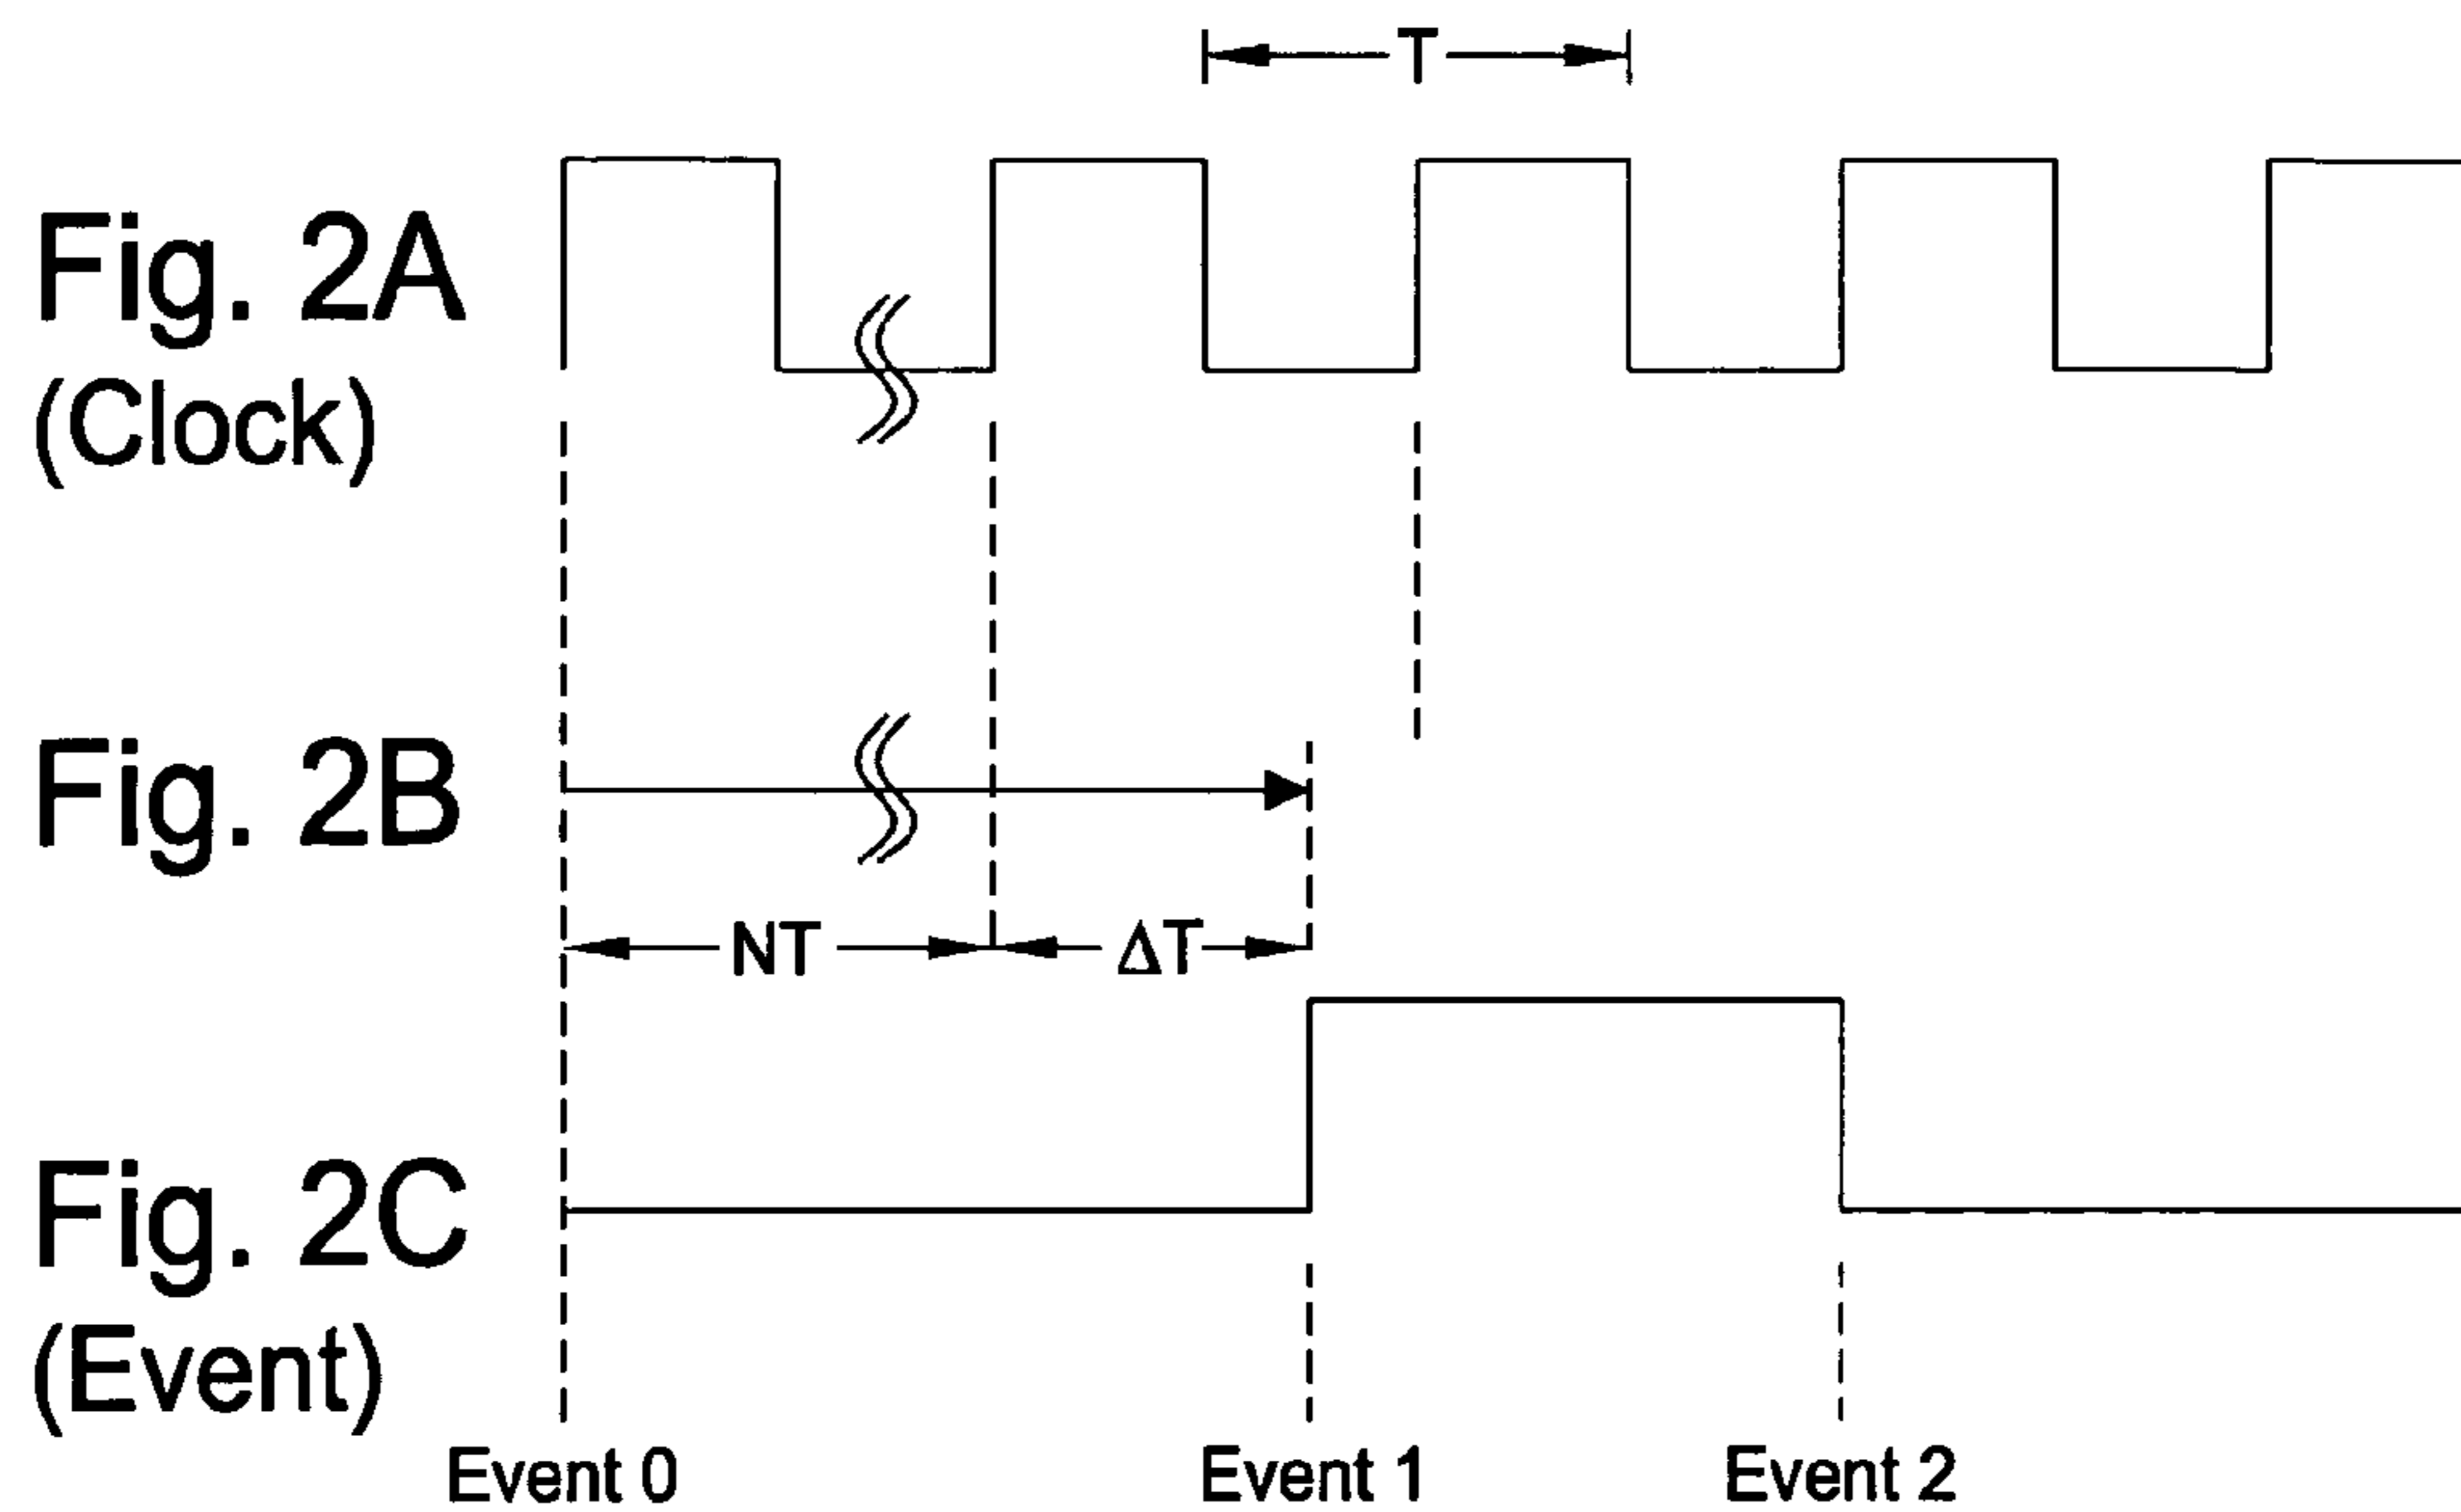 T
Fig. 2A
(Clock)
Fig. 2B
NT
ΔT
Fig. 2C
(Event)
Event 0
Event 1
Event 2